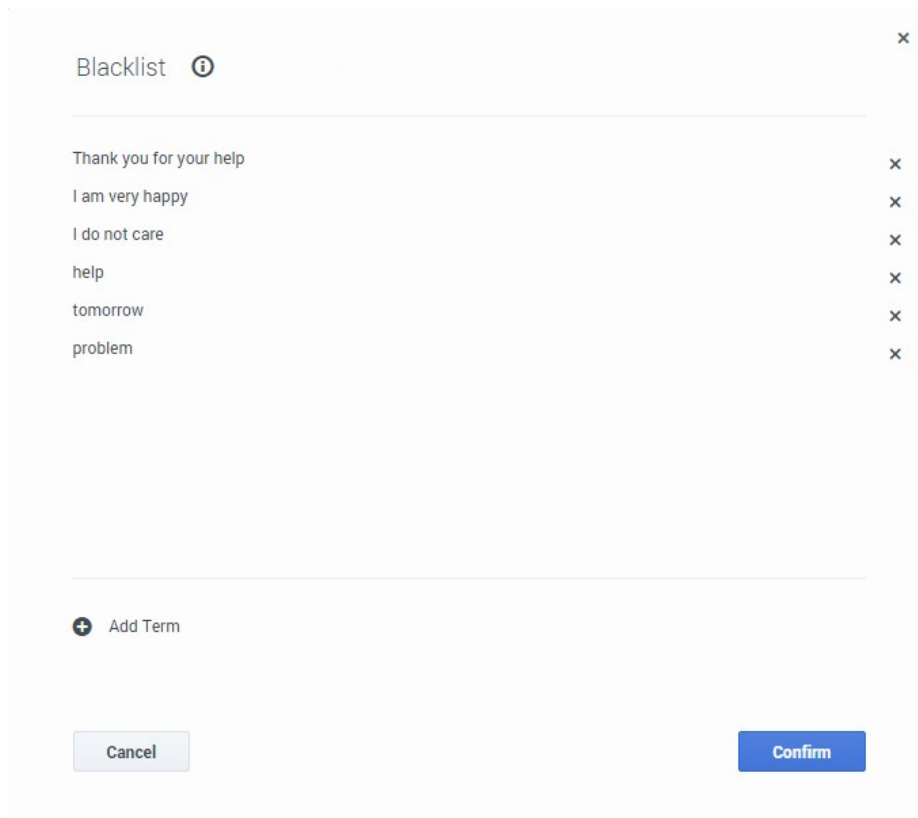 Blacklist
Thank you for your help
I am very happy
I do not care
help
tomorrow
problem
Add Term
Cancel
Confirm